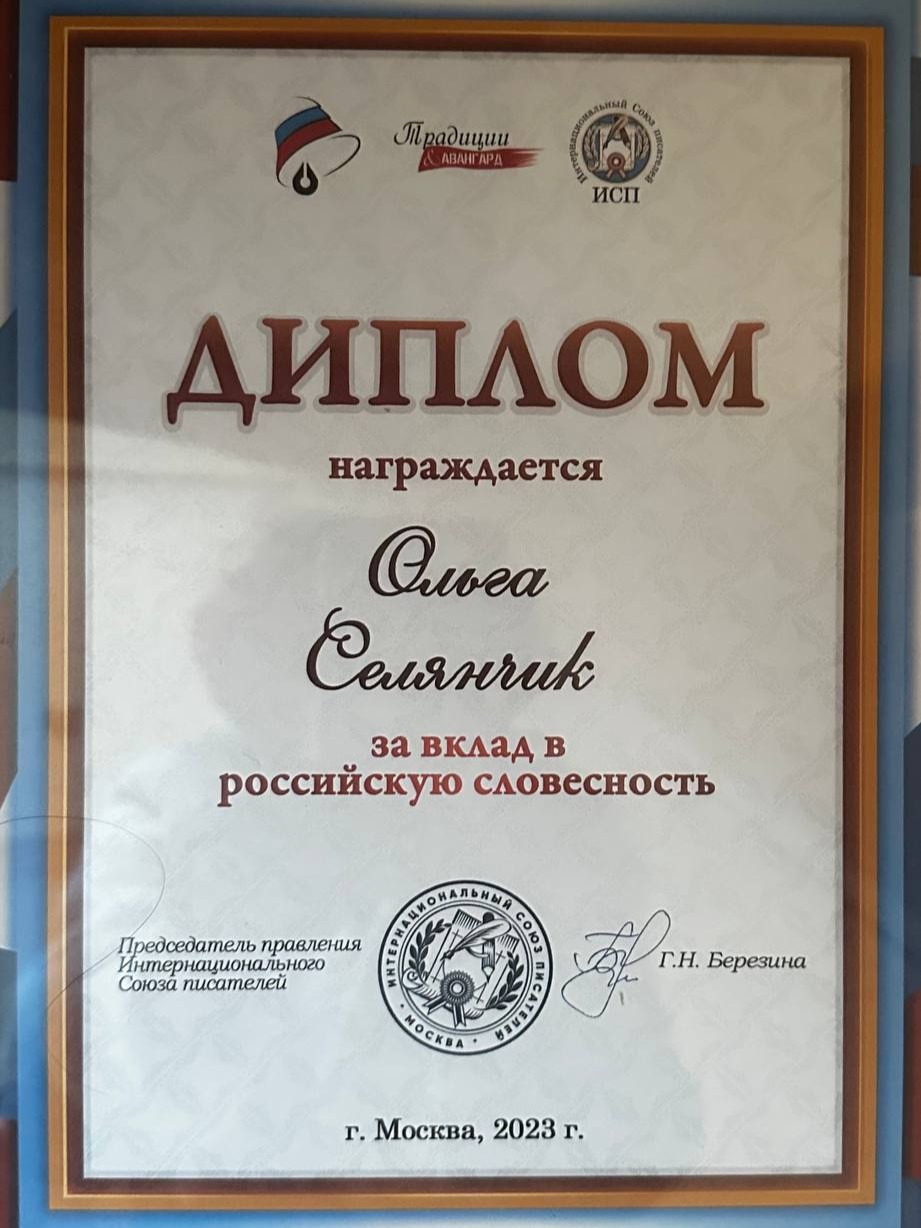 Традиции
& АВАНГАРД
Интернациональный Союз писателей
ИСП
ДИПЛОМ
награждается
Ольга
Селянчик
за вклад в
российскую словесность
Председатель правления
Интернационального
Союза писателей
ИНТЕРНАЦИОНАЛЬНЫЙ СОЮЗ ПИСАТЕЛЕЙ
• МОСКВА •
Г.Н. Березина
г. Москва, 2023 г.